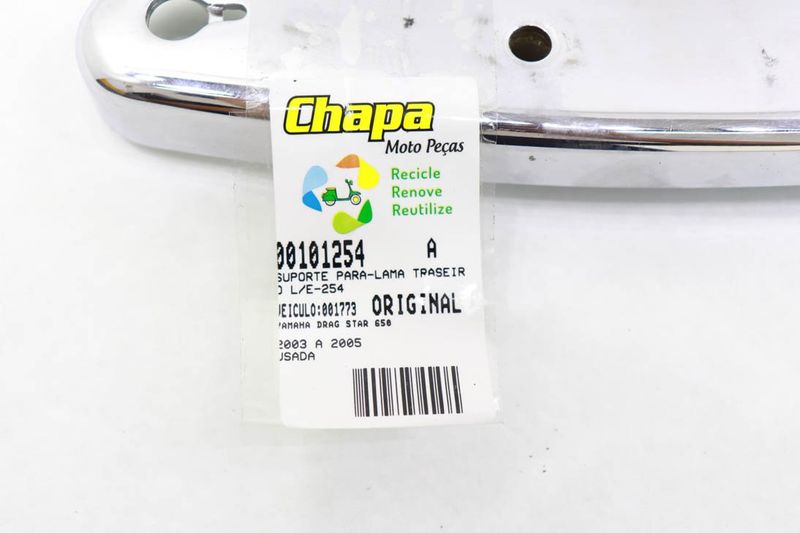 Chapa
Moto Peças
Recicle
Renove
Reutilize
00101254 A
SUPORTE PARA-LAMA TRASEIR
O L/E-254
VEICULO:001773 ORIGINAL
YAMAHA DRAG STAR 650
2003 A 2005
USADA